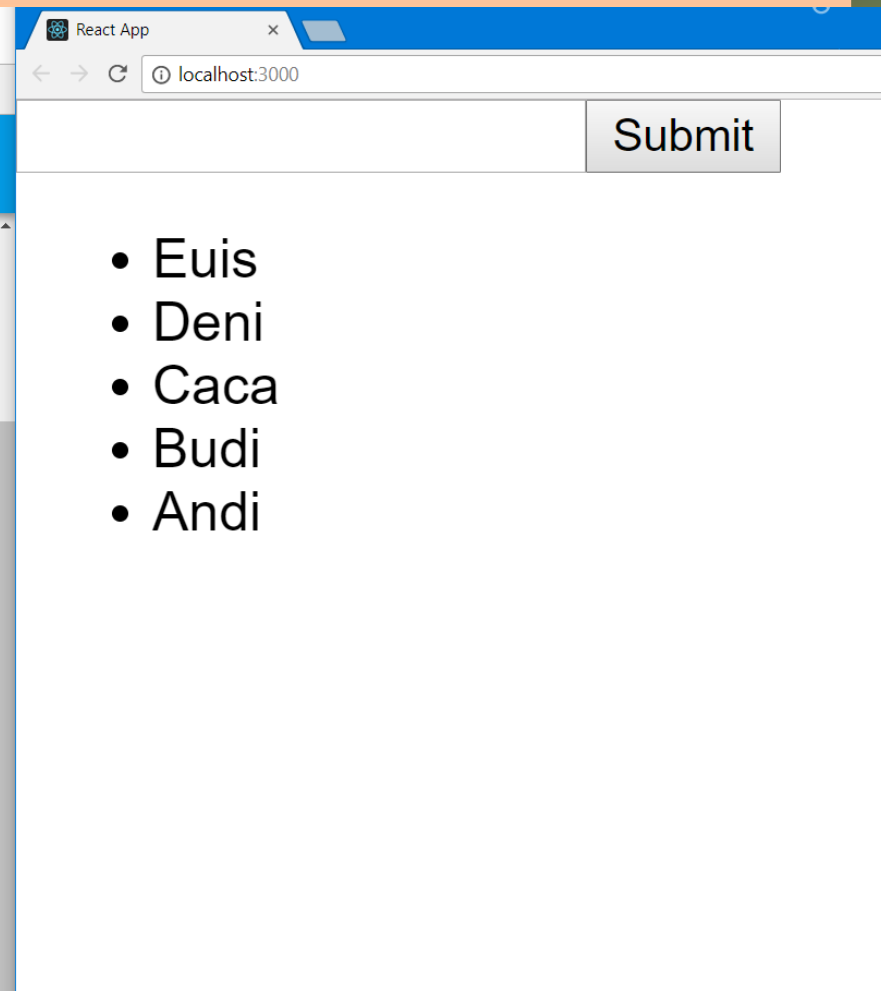 React App
localhost:3000
Submit
Euis
Deni
Caca
Budi
Andi